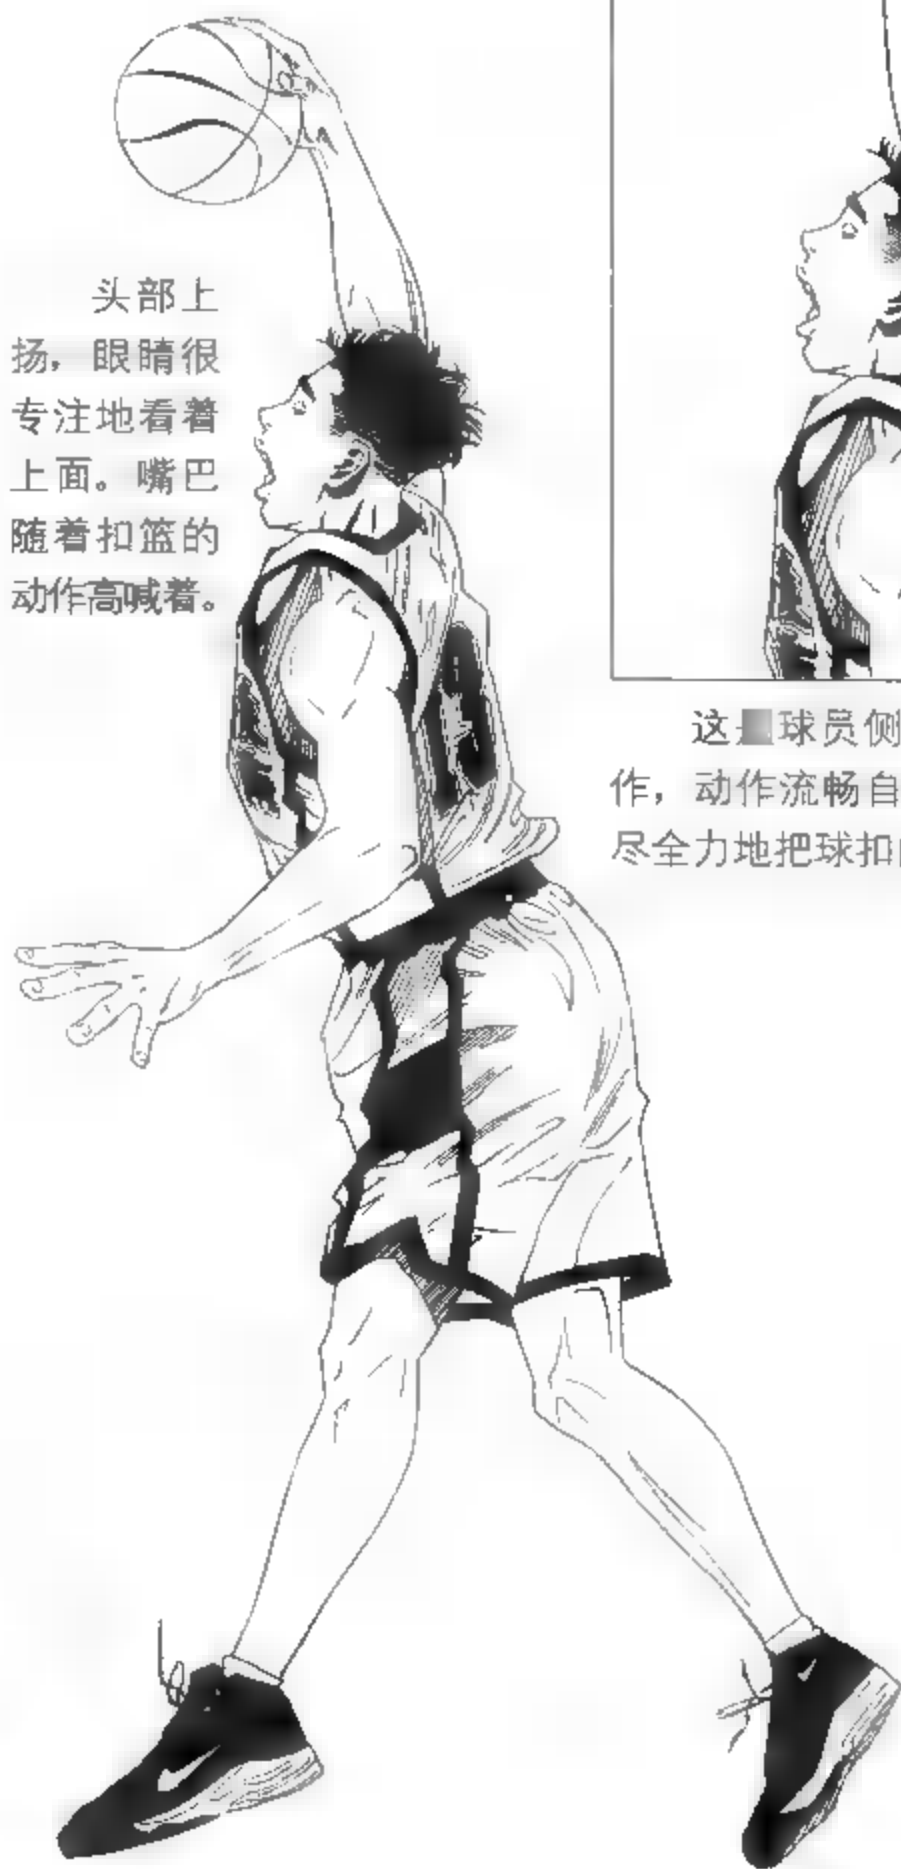 头部上
扬，眼睛很
专注地看着
上面。嘴巴
随着扣篮的
动作高喊着。
这 球员侧
作，动作流畅自
尽全力地把球扣